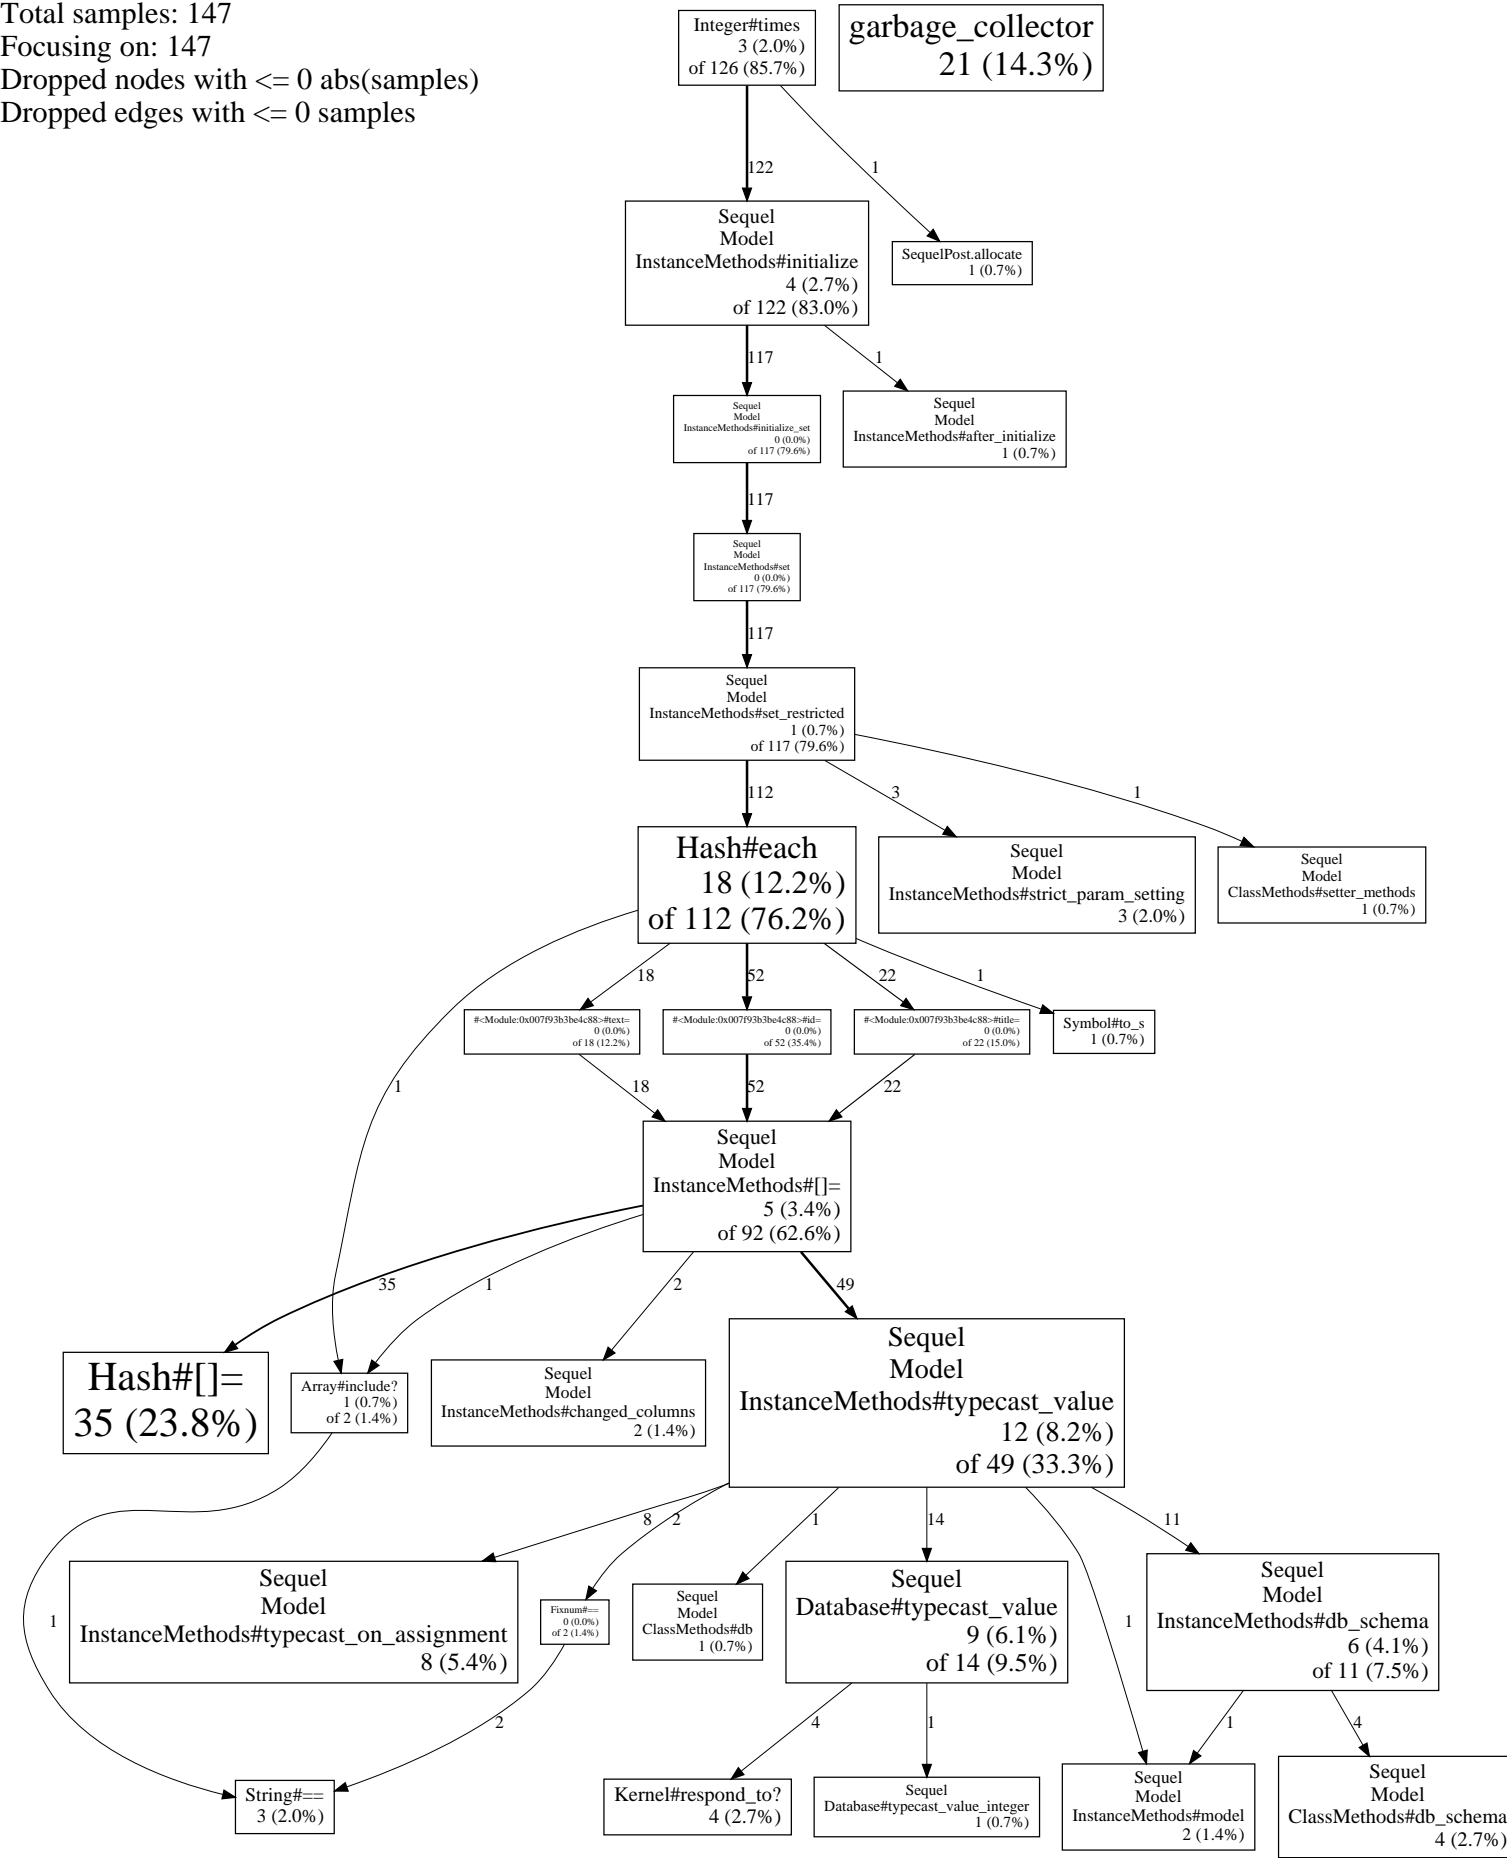 Total samples: 147
Focusing on: 147
Dropped nodes with <= 0 abs(samples)
Dropped edges with <= 0 samples
Integer#times
3 (2.0%)
of 126 (85.7%)
garbage_collector
21 (14.3%)
122
1
Sequel
Model
InstanceMethods#initialize
4 (2.7%)
of 122 (83.0%)
SequelPost.allocate
1 (0.7%)
117
1
Sequel
Model
InstanceMethods#initialize_set
0 (0.0%)
of 117 (79.6%)
Sequel
Model
InstanceMethods#after_initialize
1 (0.7%)
117
Sequel
Model
InstanceMethods#set
0 (0.0%)
of 117 (79.6%)
117
Sequel
Model
InstanceMethods#set_restricted
1 (0.7%)
of 117 (79.6%)
112
3
1
Hash#each
18 (12.2%)
of 112 (76.2%)
Sequel
Model
InstanceMethods#strict_param_setting
3 (2.0%)
Sequel
Model
ClassMethods#setter_methods
1 (0.7%)
18
52
22
1
#<Module:0x007f93b3be4c88>#text=
0 (0.0%)
of 18 (12.2%)
#<Module:0x007f93b3be4c88>#id=
0 (0.0%)
of 52 (35.4%)
#<Module:0x007f93b3be4c88>#title=
0 (0.0%)
of 22 (15.0%)
Symbol#to_s
1 (0.7%)
1
18
52
22
Sequel
Model
InstanceMethods#[]=
5 (3.4%)
of 92 (62.6%)
35
1
2
49
Hash#[]=
35 (23.8%)
Array#include?
1 (0.7%)
of 2 (1.4%)
Sequel
Model
InstanceMethods#changed_columns
2 (1.4%)
Sequel
Model
InstanceMethods#typecast_value
12 (8.2%)
of 49 (33.3%)
8
2
1
14
11
1
1
Sequel
Model
InstanceMethods#typecast_on_assignment
8 (5.4%)
Fixnum#==
0 (0.0%)
of 2 (1.4%)
Sequel
Model
ClassMethods#db
1 (0.7%)
Sequel
Database#typecast_value
9 (6.1%)
of 14 (9.5%)
Sequel
Model
InstanceMethods#db_schema
6 (4.1%)
of 11 (7.5%)
2
4
1
1
4
String#==
3 (2.0%)
Kernel#respond_to?
4 (2.7%)
Sequel
Database#typecast_value_integer
1 (0.7%)
Sequel
Model
InstanceMethods#model
2 (1.4%)
Sequel
Model
ClassMethods#db_schema
4 (2.7%)